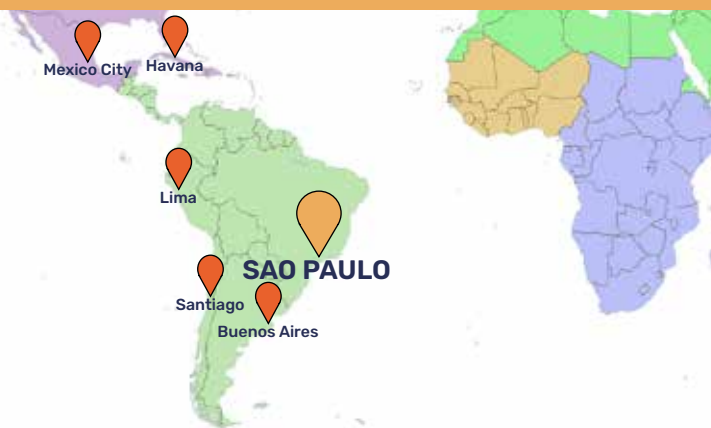 Mexico City
Havana
Lima
SAO PAULO
Santiago
Buenos Aires